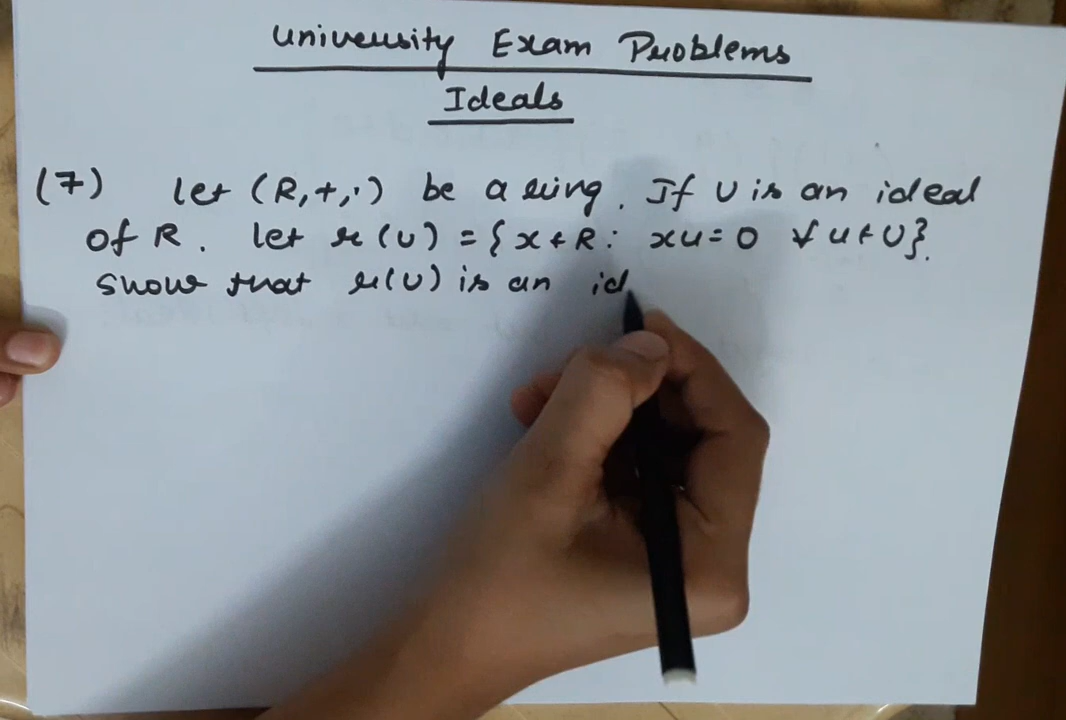 University Exam Problems
Ideals
(7) let (R,+,·) be a ring. If U is an ideal
of R. let r(U) = {x∈R: xu=0 ∀u∈U}.
Show that r(U) is an id